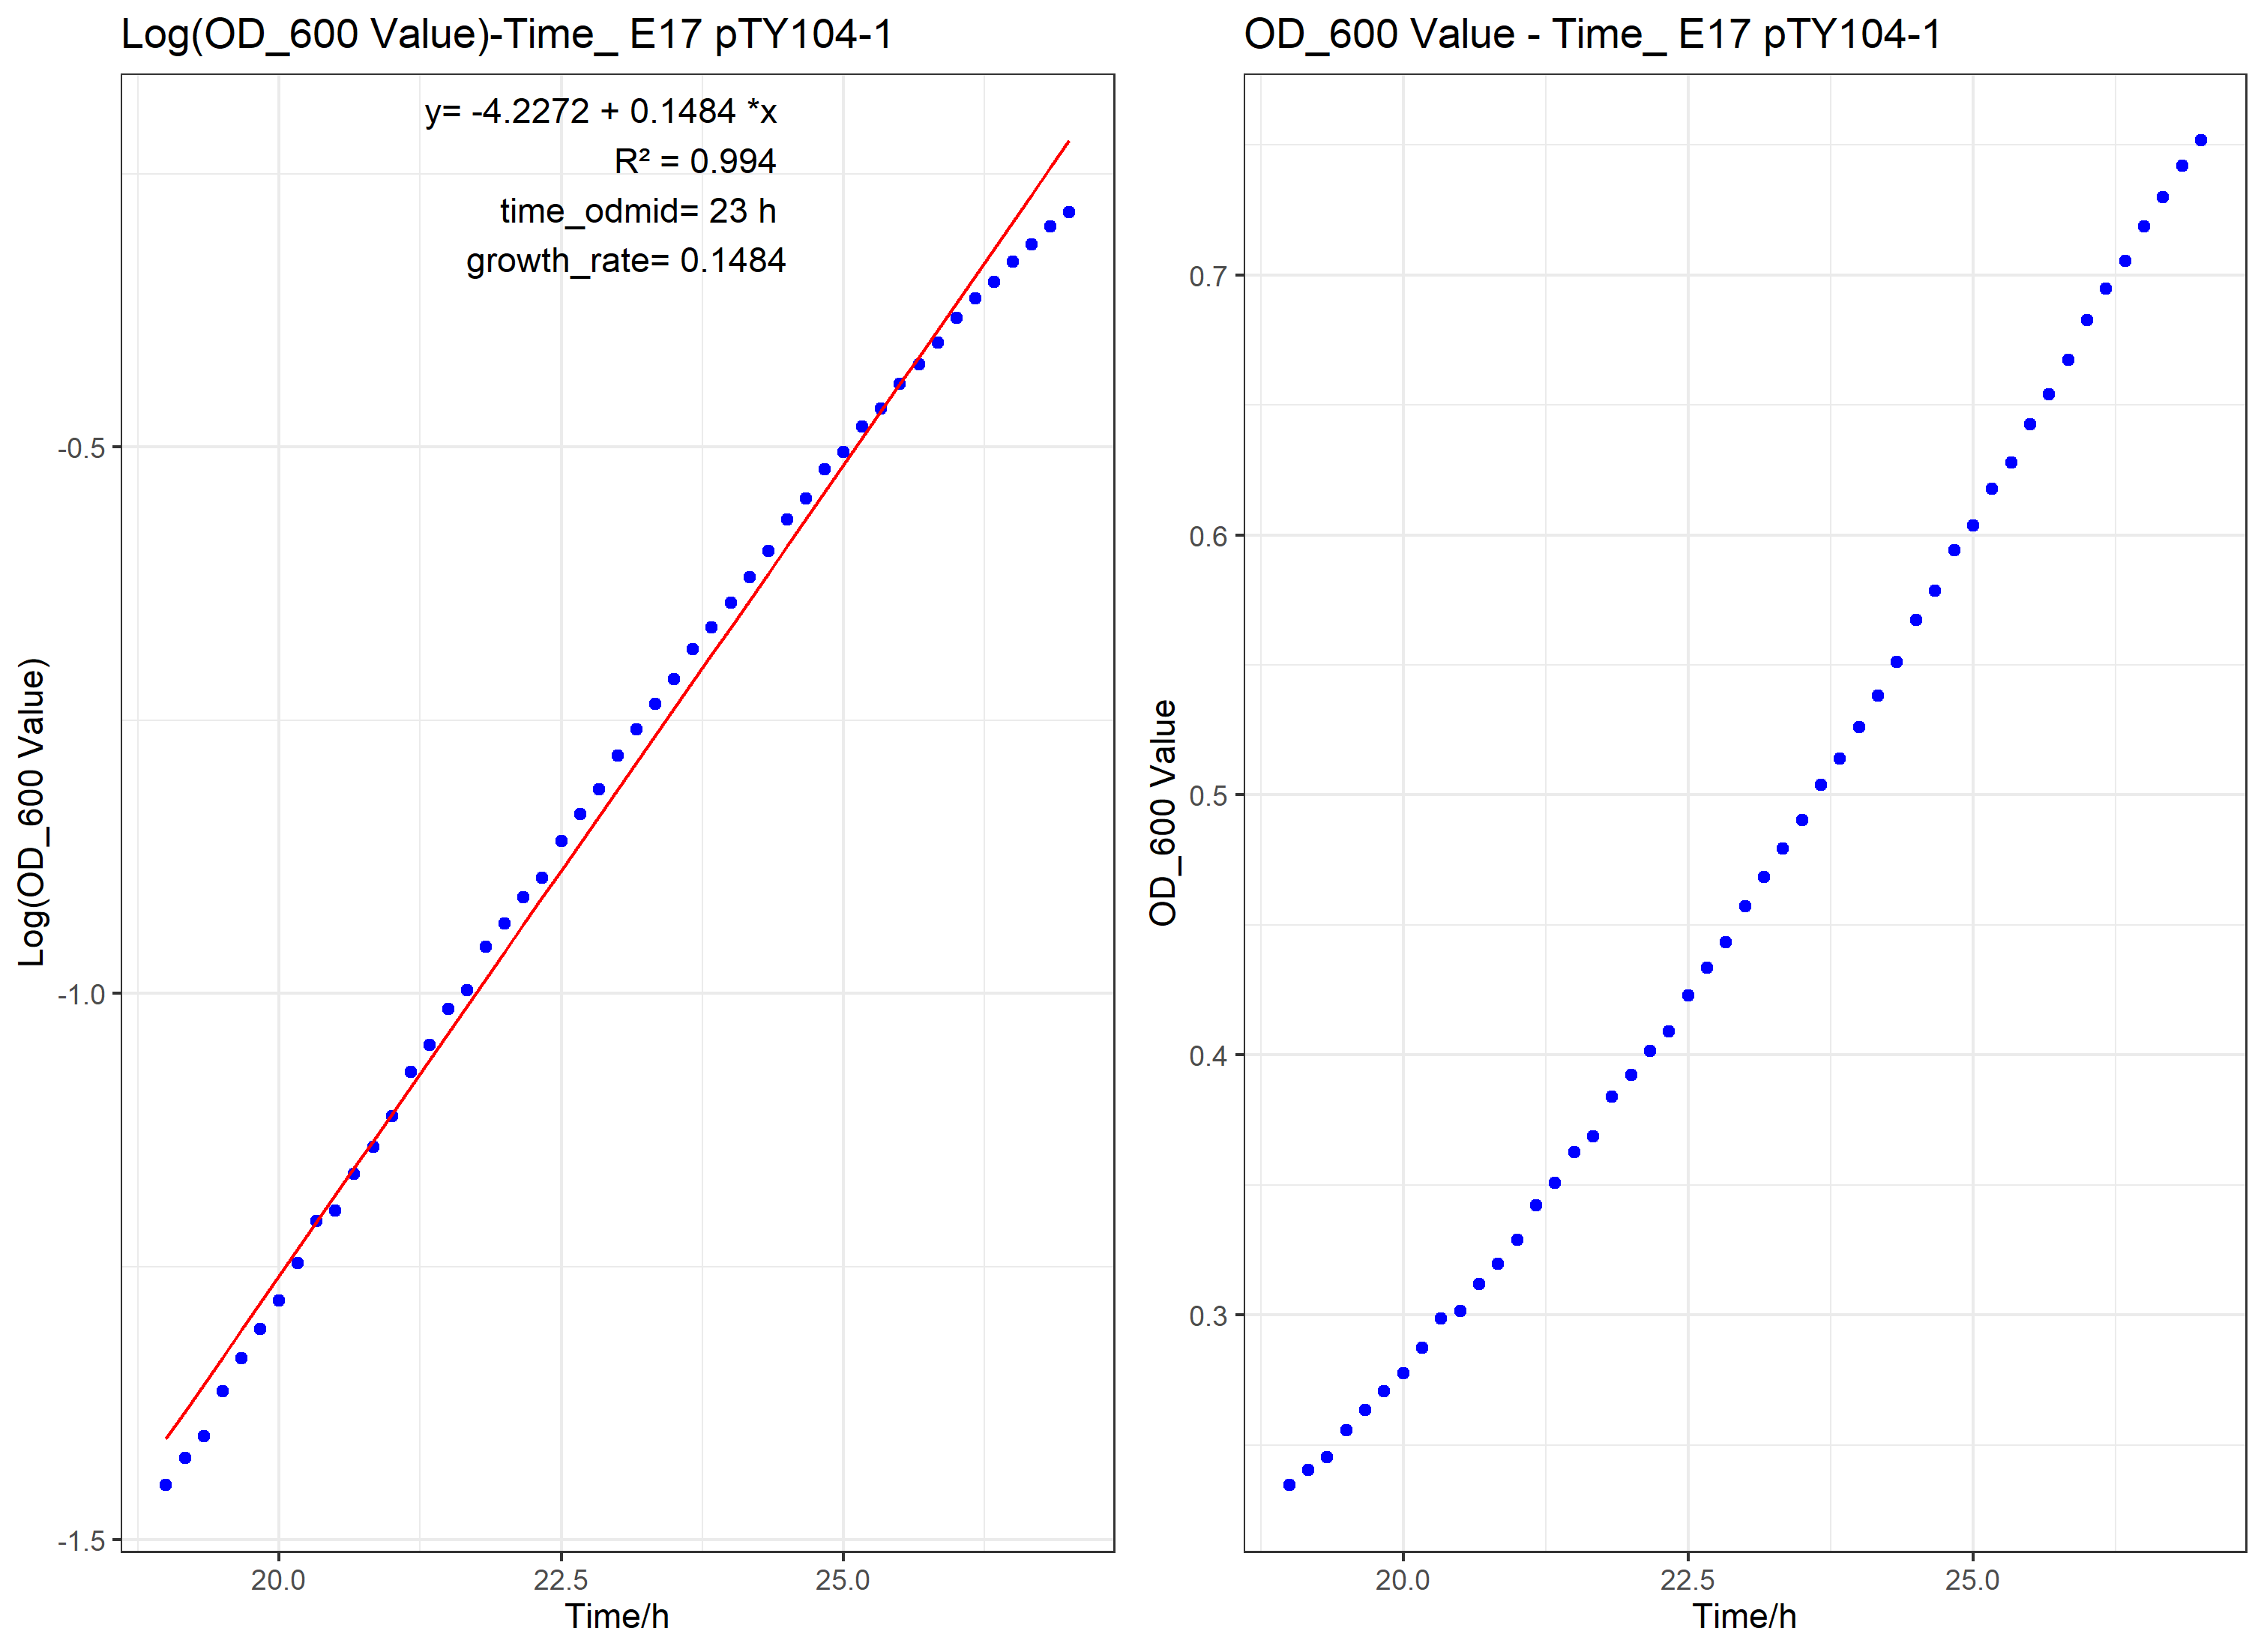 Log(OD_600 Value)-Time_ E17 pTY104-1
y= -4.2272 + 0.1484 *x
R² = 0.994
time_odmid= 23 h
growth_rate= 0.1484
Log(OD_600 Value)
-0.5
-1.0
-1.5
20.0
22.5
25.0
Time/h
OD_600 Value - Time_ E17 pTY104-1
OD_600 Value
0.7
0.6
0.5
0.4
0.3
20.0
22.5
25.0
Time/h